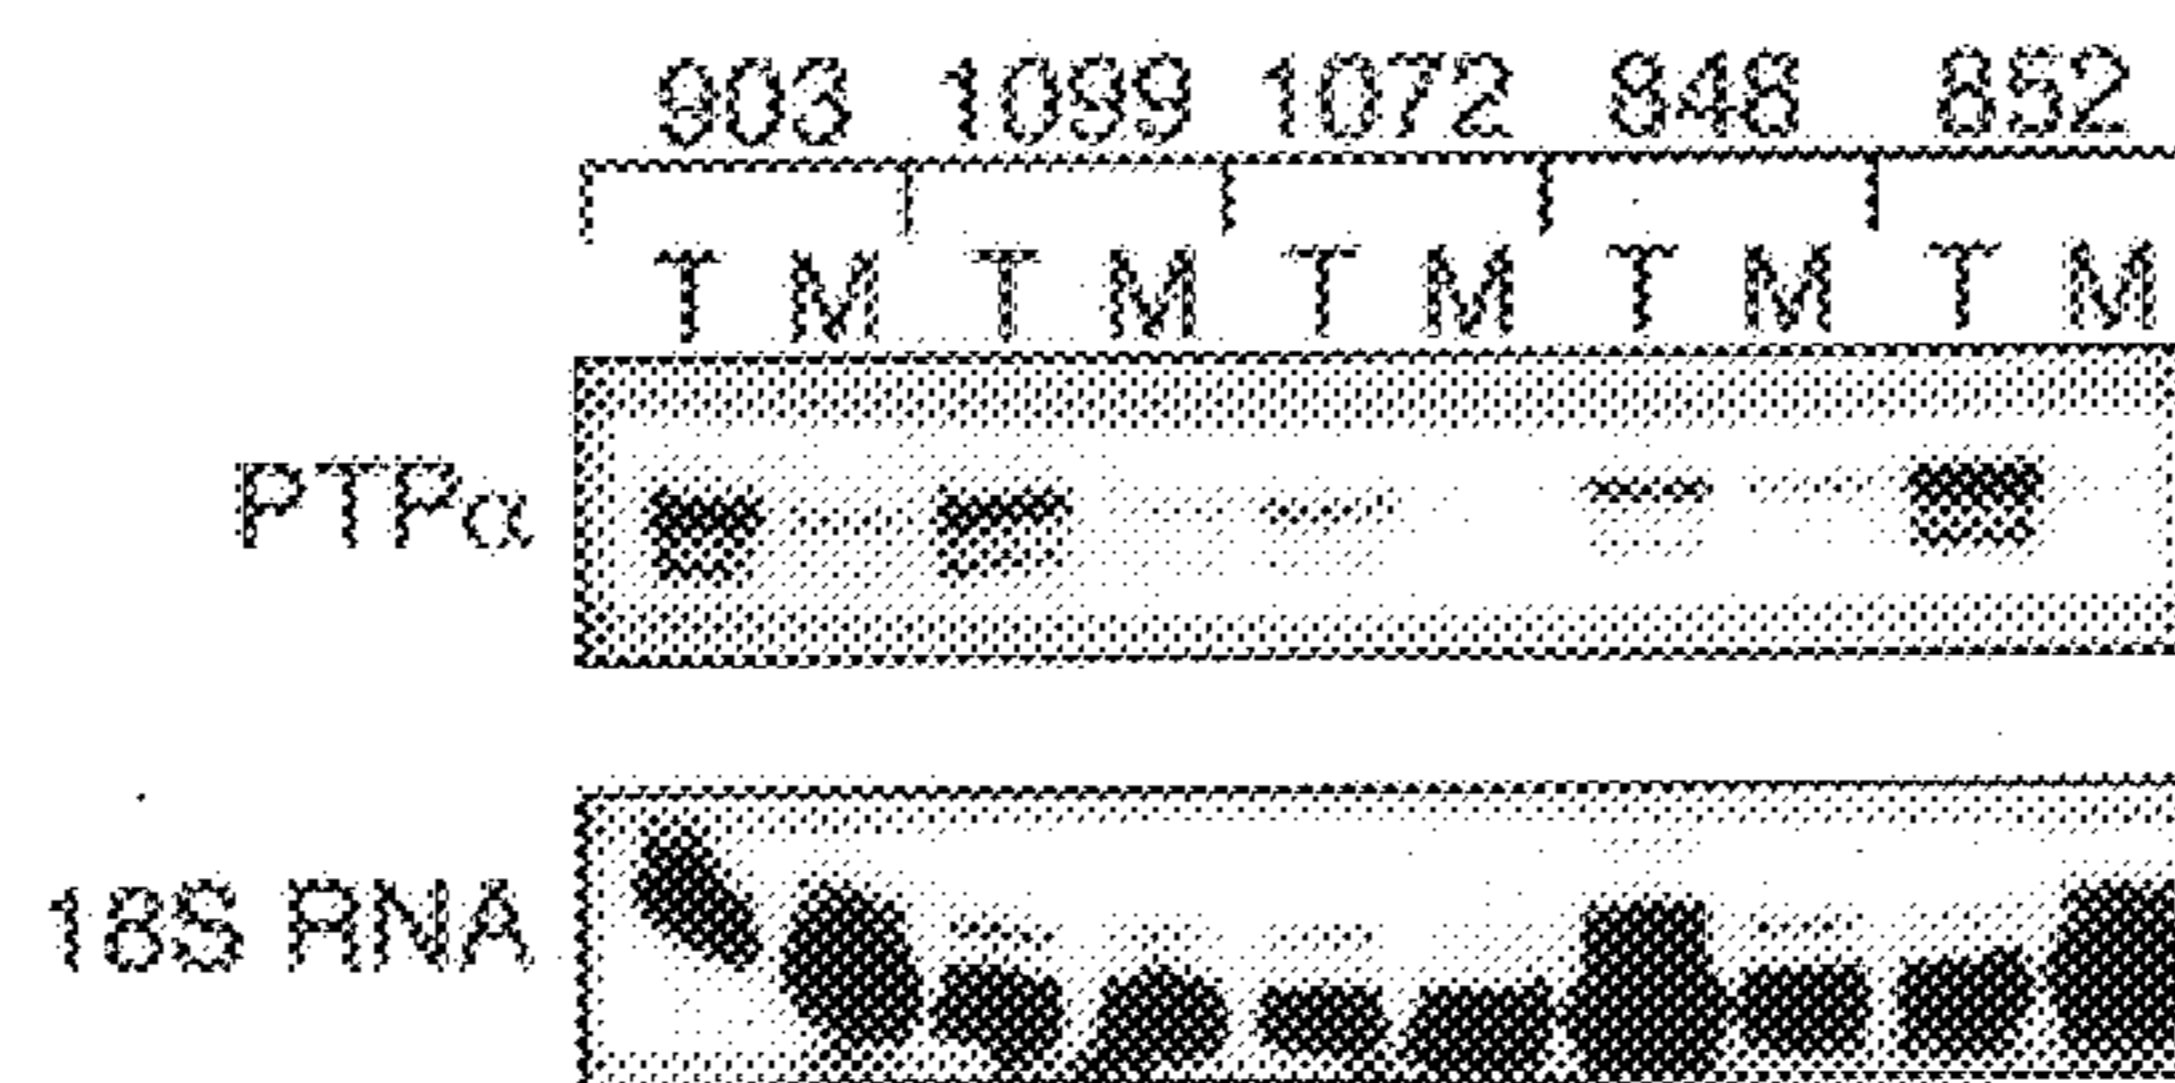 903 1099 1072 848 852
T M T M T M T M T M
PTPα
18S RNA